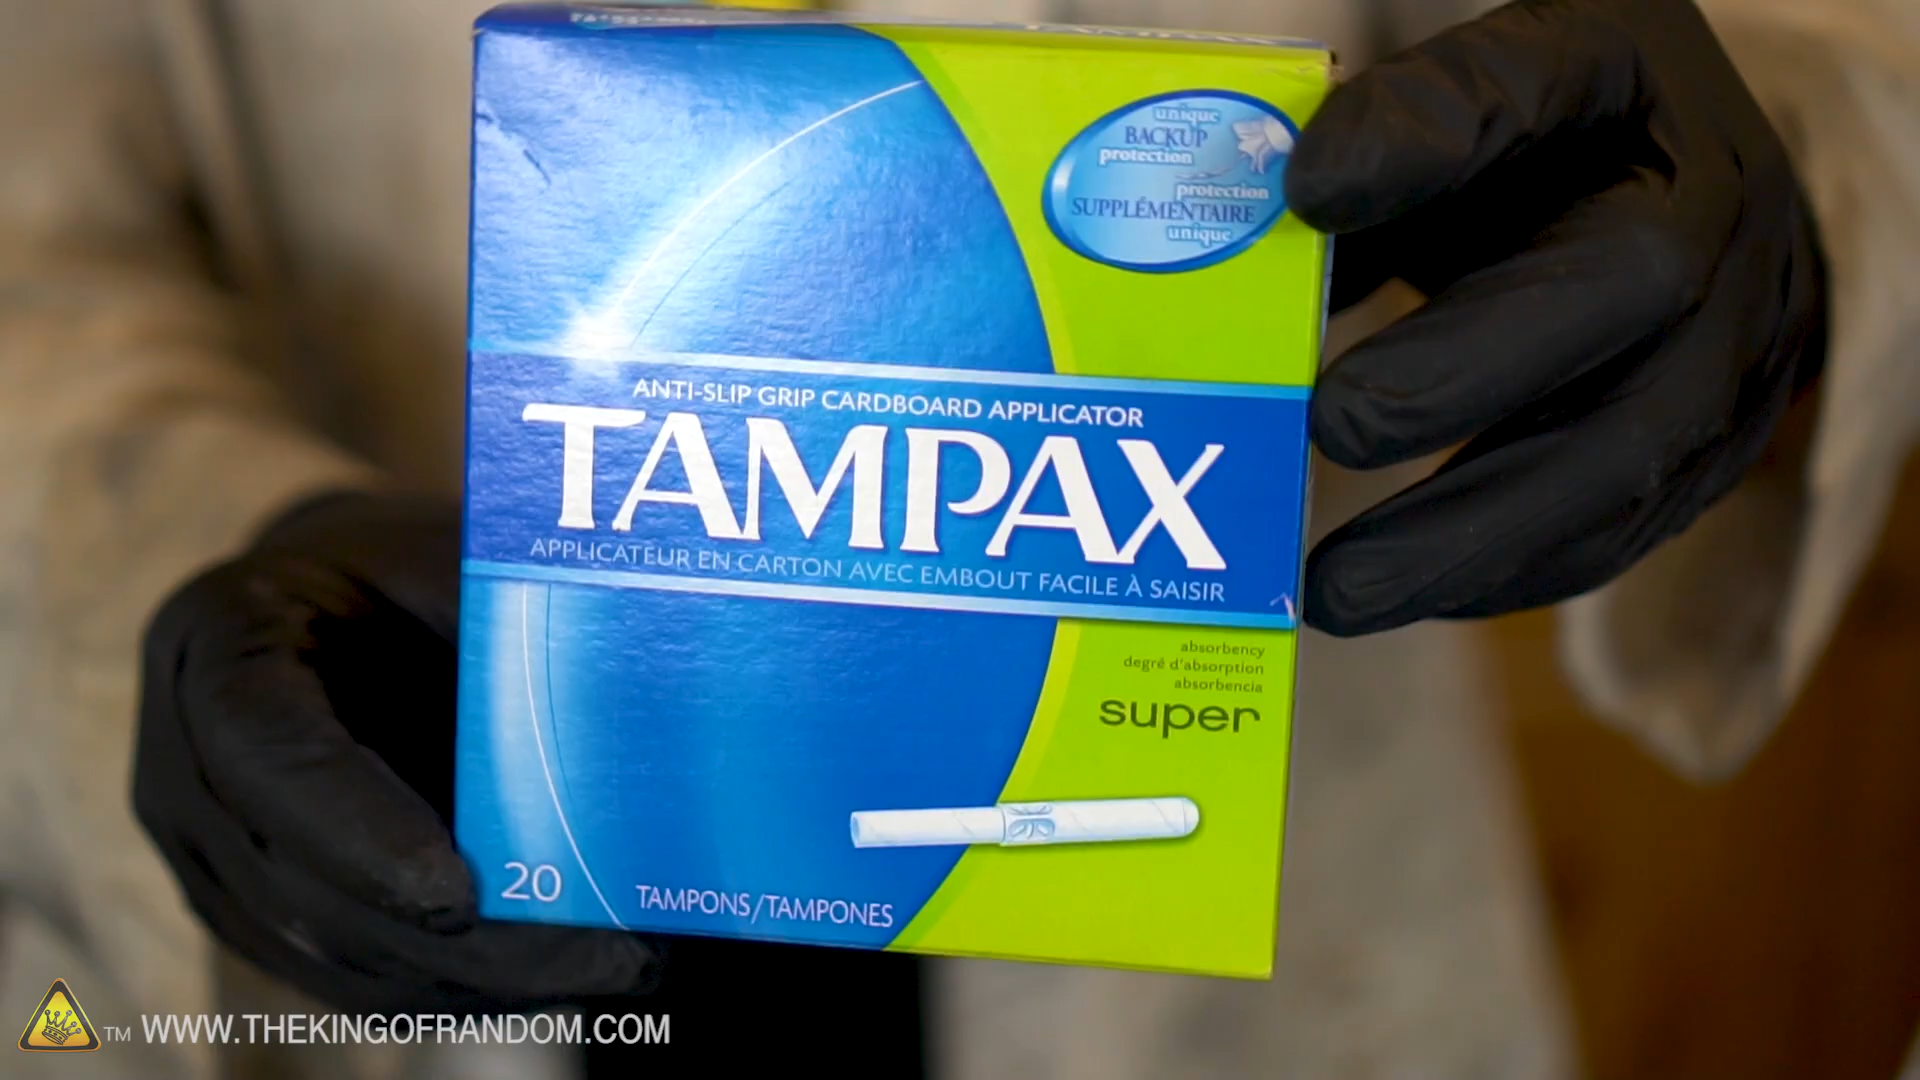 unique
BACKUP
protection
protection
SUPPLÉMENTAIRE
unique
ANTI-SLIP GRIP CARDBOARD APPLICATOR
TAMPAX
APPLICATEUR EN CARTON AVEC EMBOUT FACILE À SAISIR
absorbency
degré d'absorption
absorbencia
super
20
TAMPONS/TAMPONES
TM WWW.THEKINGOFRANDOM.COM